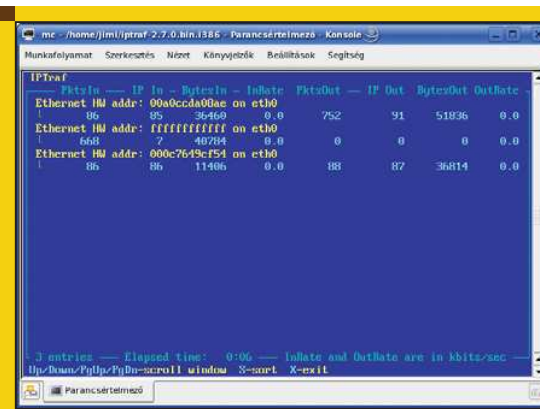 mc - /home/jimi/iptraf-2.7.0.bin.i386 - Parancsértelmező - Konsole
Munkafolyamat Szerkesztés Nézet Könyvjelzők Beállítások Segítség
IPTraf
PktsIn — IP In — BytesIn — InRate PktsOut — IP Out BytesOut OutRate
Ethernet HW addr: 00a0ccda00ae on eth0
86 85 36460 0.0 752 91 51836 0.0
Ethernet HW addr: ffffffffffff on eth0
668 7 40784 0.0 0 0 0 0.0
Ethernet HW addr: 000c7649cf54 on eth0
86 86 11406 0.0 88 87 36814 0.0
3 entries — Elapsed time: 0:06 — InRate and OutRate are in kbits/sec
Up/Down/PgUp/PgDn-scroll window S-sort X-exit
Parancsértelmező